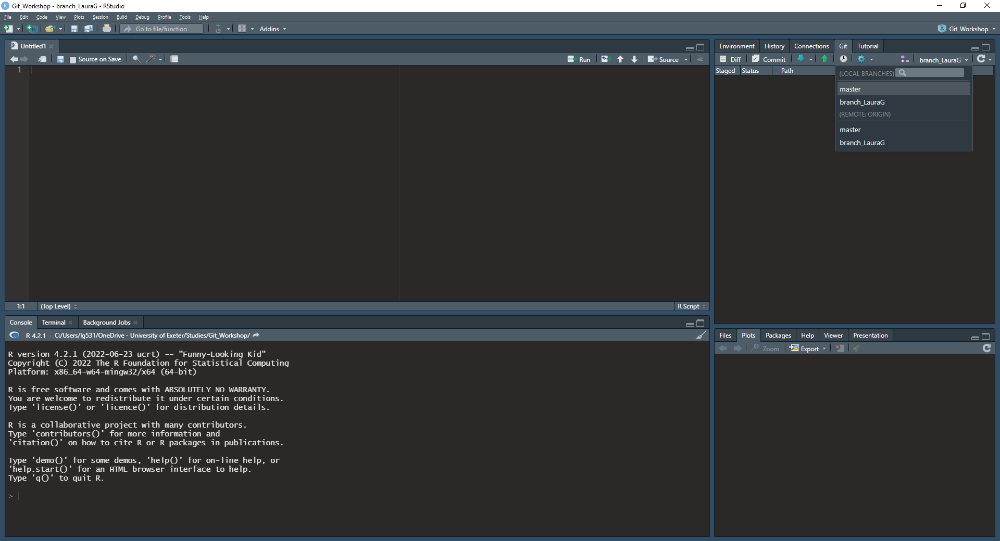 Git_Workshop - branch_LauraG - RStudio
File Edit Code View Plots Session Build Debug Profile Tools Help
Go to file/function Addins Git_Workshop
Untitled1
Source on Save Run Source
1
1:1 (Top Level) R Script
Console Terminal Background Jobs
R 4.2.1 · C:/Users/lg531/OneDrive - University of Exeter/Studies/Git_Workshop/
R version 4.2.1 (2022-06-23 ucrt) -- "Funny-Looking Kid"
Copyright (C) 2022 The R Foundation for Statistical Computing
Platform: x86_64-w64-mingw32/x64 (64-bit)
R is free software and comes with ABSOLUTELY NO WARRANTY.
You are welcome to redistribute it under certain conditions.
Type 'license()' or 'licence()' for distribution details.
R is a collaborative project with many contributors.
Type 'contributors()' for more information and
'citation()' on how to cite R or R packages in publications.
Type 'demo()' for some demos, 'help()' for on-line help, or
'help.start()' for an HTML browser interface to help.
Type 'q()' to quit R.
>
Environment History Connections Git Tutorial
Diff Commit branch_LauraG
Staged Status Path
(LOCAL BRANCHES)
master
branch_LauraG
(REMOTE: ORIGIN)
master
branch_LauraG
Files Plots Packages Help Viewer Presentation
Zoom Export